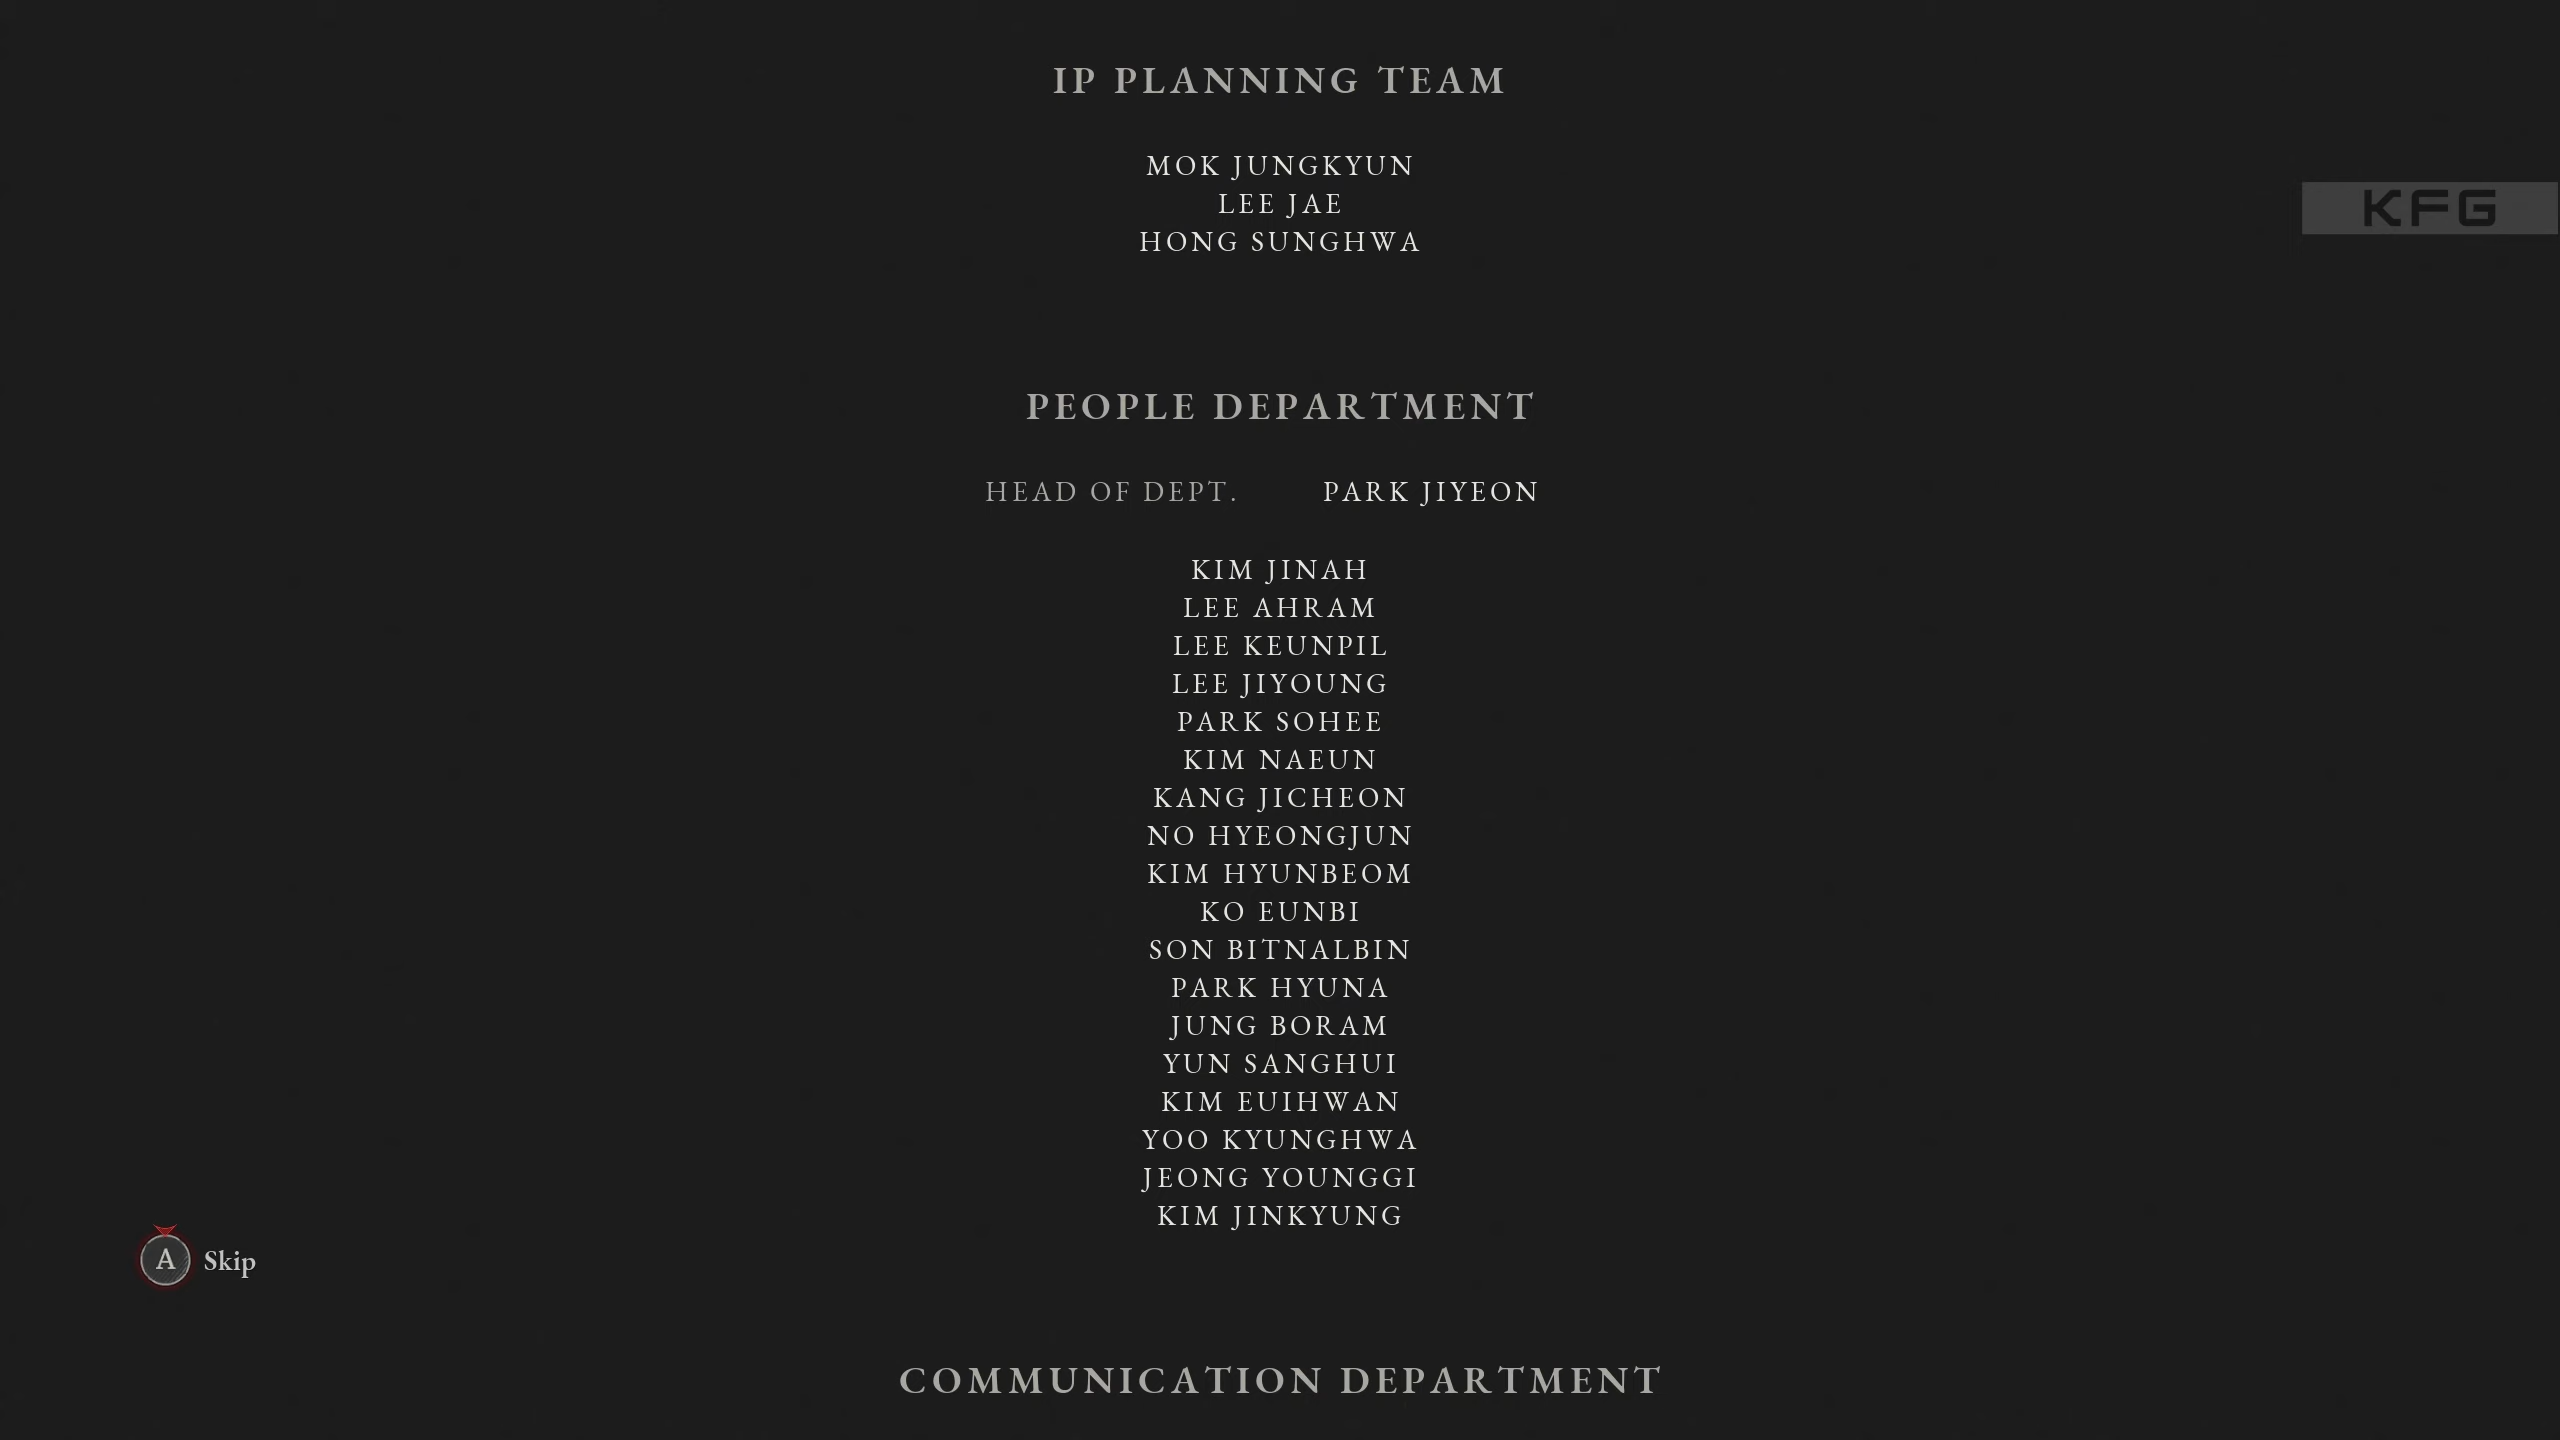 IP PLANNING TEAM
MOK JUNGKYUN
LEE JAE
HONG SUNGHWA
KFG
PEOPLE DEPARTMENT
HEAD OF DEPT. PARK JIYEON
KIM JINAH
LEE AHRAM
LEE KEUNPIL
LEE JIYOUNG
PARK SOHEE
KIM NAEUN
KANG JICHEON
NO HYEONGJUN
KIM HYUNBEOM
KO EUNBI
SON BITNALBIN
PARK HYUNA
JUNG BORAM
YUN SANGHUI
KIM EUIHWAN
YOO KYUNGHWA
JEONG YOUNGGI
KIM JINKYUNG
A Skip
COMMUNICATION DEPARTMENT